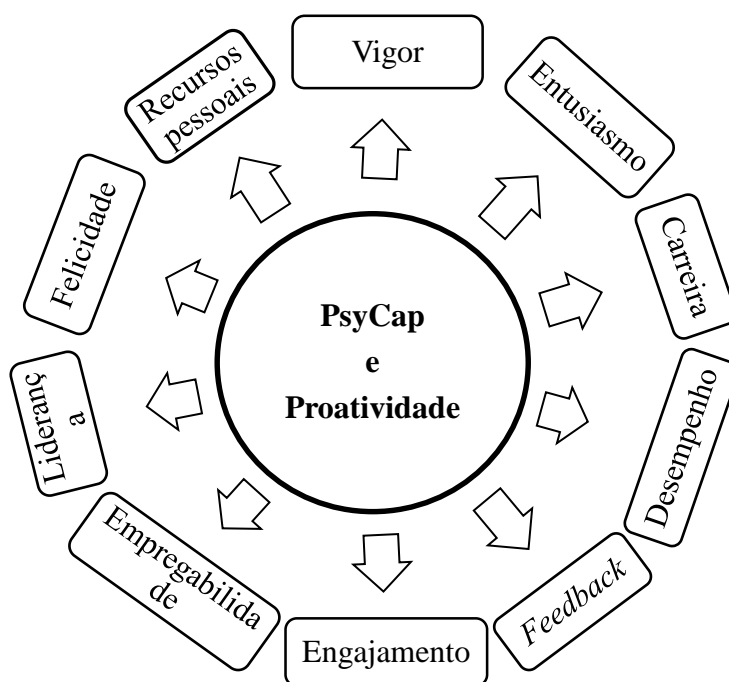 Vigor
Entusiasmo
Carreira
Desempenho
Feedback
Engajamento
Empregabilida
de
Lideranç
a
Felicidade
Recursos
pessoais
PsyCap
e
Proatividade